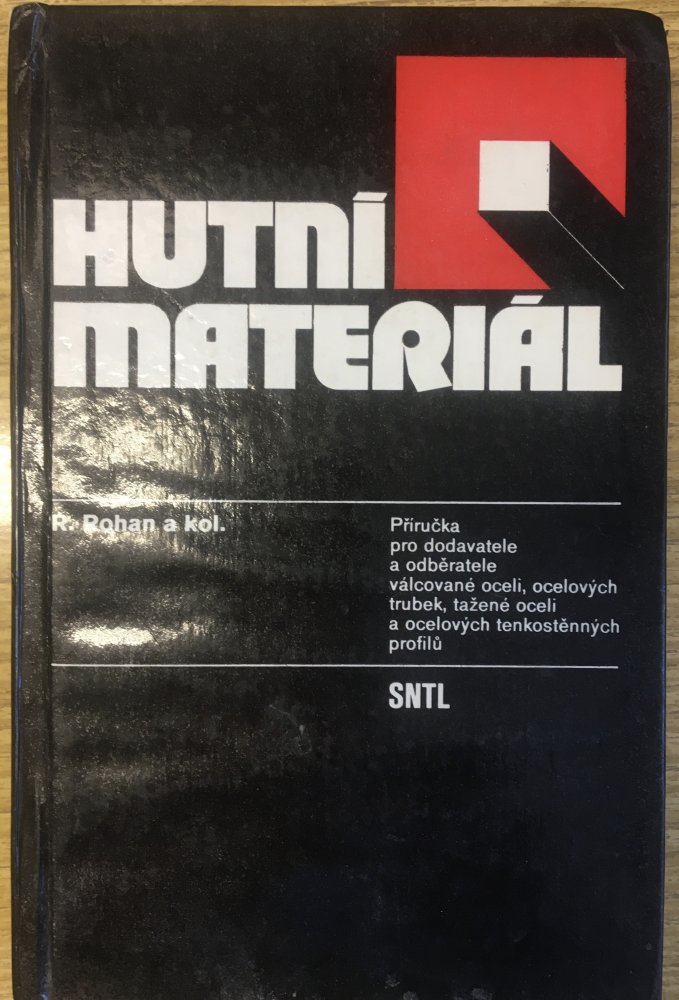 HUTNÍ
MATERIÁL
R. Rohan a kol.
Příručka
pro dodavatele
a odběratele
válcované oceli, ocelových
trubek, tažené oceli
a ocelových tenkostěnných
profilů
SNTL